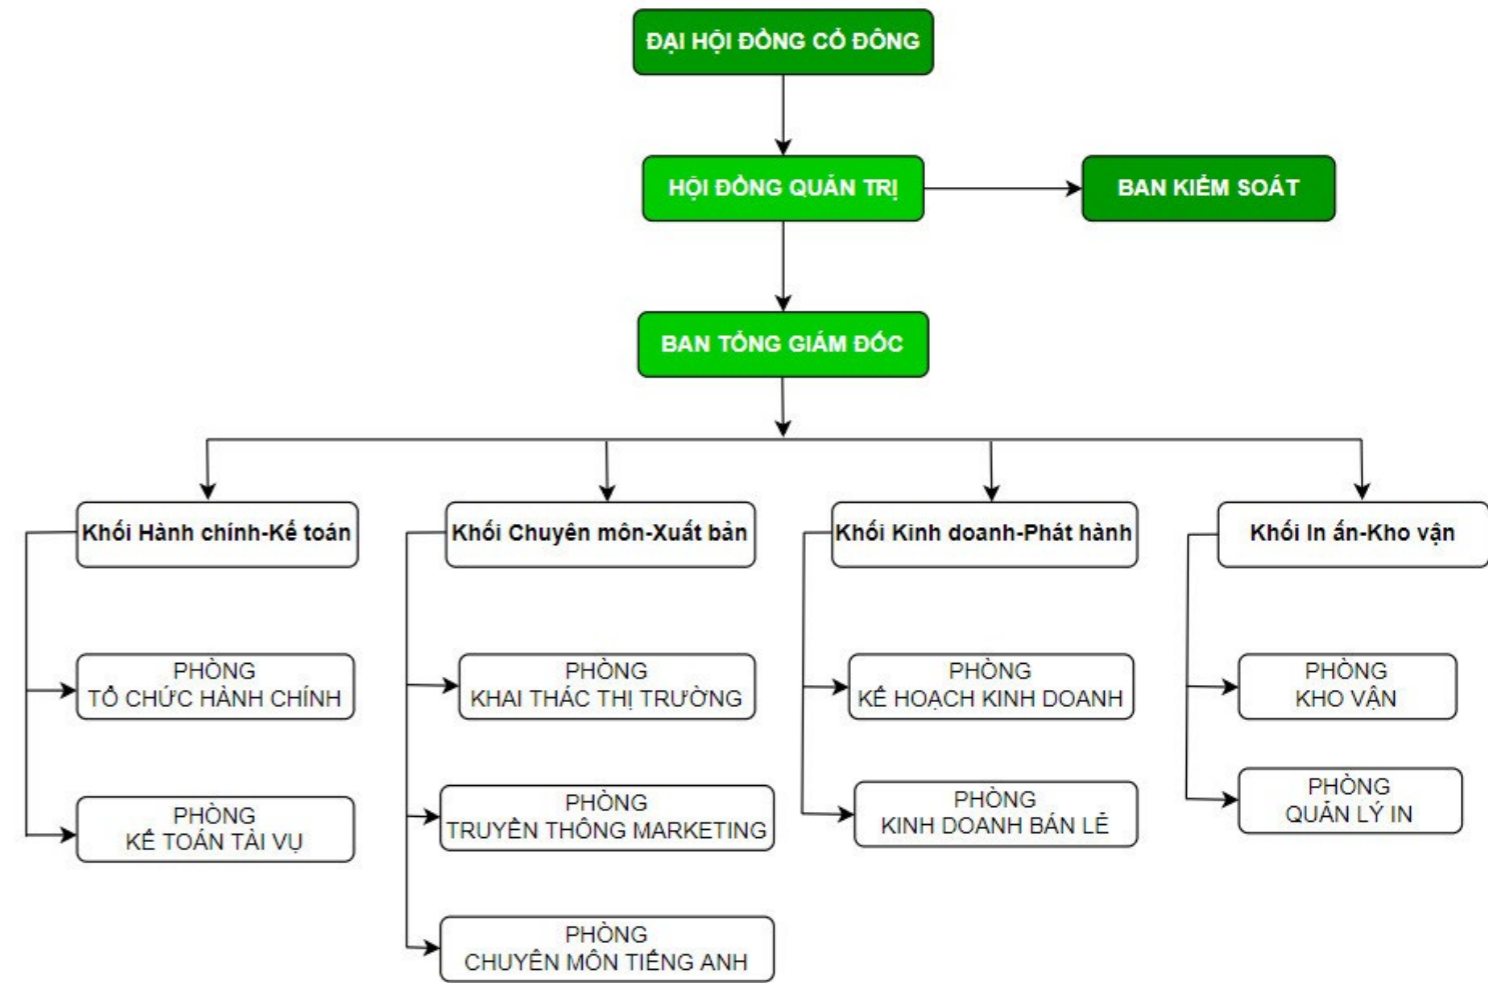 ĐẠI HỘI ĐỒNG CỔ ĐÔNG
HỘI ĐỒNG QUẢN TRỊ
BAN KIỂM SOÁT
BAN TỔNG GIÁM ĐỐC
Khối Hành chính-Kế toán
Khối Chuyên môn-Xuất bản
Khối Kinh doanh-Phát hành
Khối In ấn-Kho vận
PHÒNG
TỔ CHỨC HÀNH CHÍNH
PHÒNG
KHAI THÁC THỊ TRƯỜNG
PHÒNG
KẾ HOẠCH KINH DOANH
PHÒNG
KHO VẬN
PHÒNG
KẾ TOÁN TÀI VỤ
PHÒNG
TRUYỀN THÔNG MARKETING
PHÒNG
KINH DOANH BÁN LẺ
PHÒNG
QUẢN LÝ IN
PHÒNG
CHUYÊN MÔN TIẾNG ANH